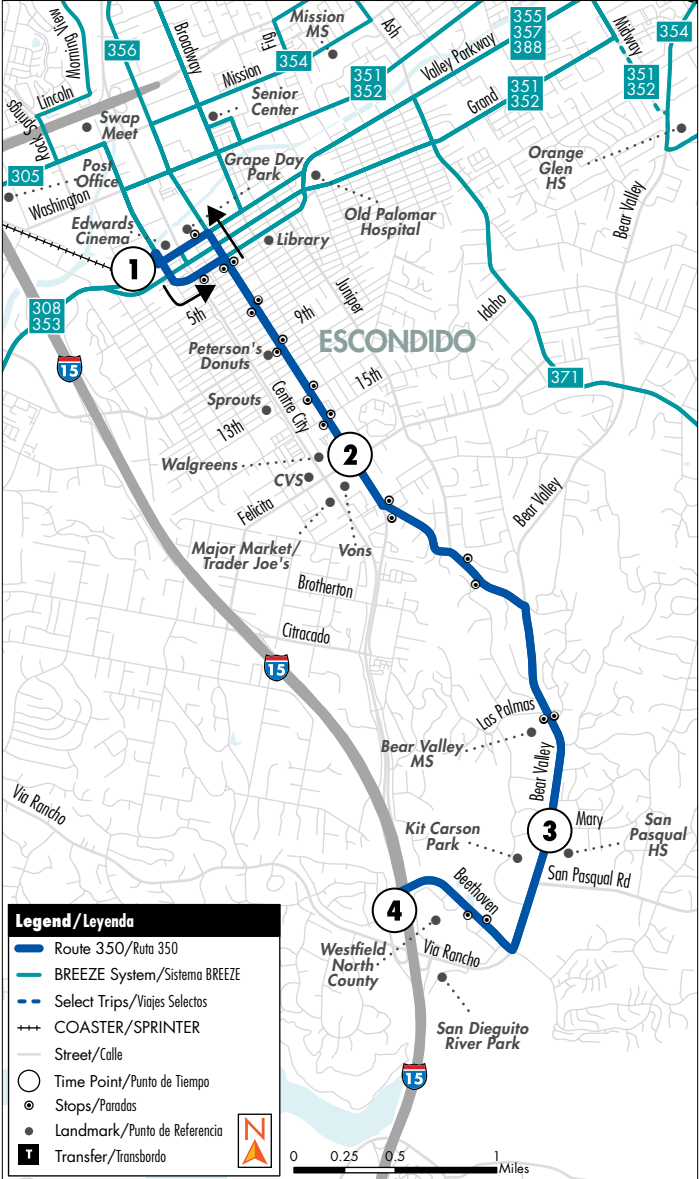 Manning View
356
Broadway
Fig
Mission
MS
Ash
355
357
388
Midway
354
Mission
354
351
352
Valley Parkway
351
352
351
352
Lincoln
Rock Springs
Swap
Meet
Senior
Center
Grand
305
Post
Office
Washington
Grape Day
Park
Orange
Glen
HS
Bear Valley
Edwards
Cinema
Old Palomar
Hospital
Library
1
308
353
5th
9th
Juniper
Idaho
ESCONDIDO
15
Peterson's
Donuts
15th
371
Sprouts
Centre City
13th
2
Walgreens
CVS
Felicita
Bear Valley
Major Market/
Trader Joe's
Vons
Brotherton
Citracado
15
Las Palmas
Bear Valley
MS
Bear Valley
Via Rancho
Kit Carson
Park
3
Mary
San
Pasqual
HS
San Pasqual Rd
Beethoven
4
Westfield
North
County
Via Rancho
San Dieguito
River Park
15
Legend/Leyenda
Route 350/Ruta 350
BREEZE System/Sistema BREEZE
Select Trips/Viajes Selectos
COASTER/SPRINTER
Street/Calle
Time Point/Punto de Tiempo
Stops/Paradas
Landmark/Punto de Referencia
T Transfer/Transbordo
N
0 0.25 0.5 1
Miles